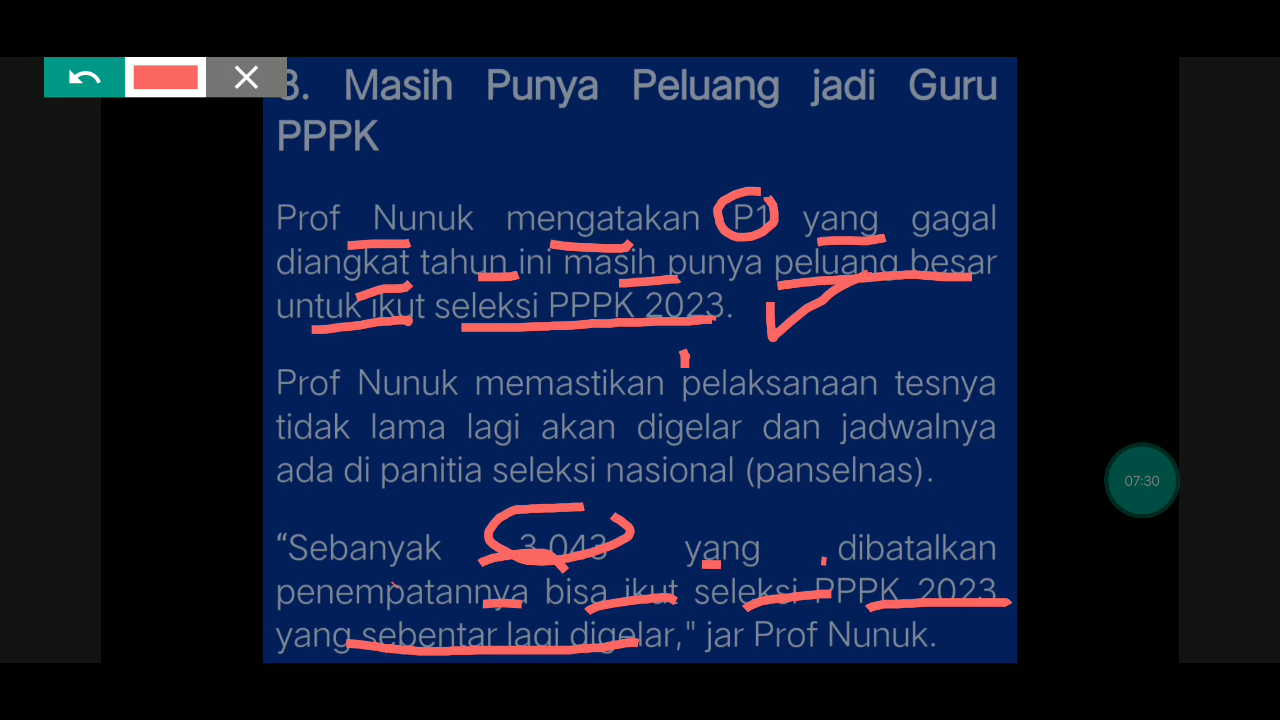 3. Masih Punya Peluang jadi Guru
PPPK
Prof Nunuk mengatakan P1 yang gagal
diangkat tahun ini masih punya peluang besar
untuk ikut seleksi PPPK 2023.
Prof Nunuk memastikan pelaksanaan tesnya
tidak lama lagi akan digelar dan jadwalnya
ada di panitia seleksi nasional (panselnas).
“Sebanyak 3.043 yang dibatalkan
penempatannya bisa ikut seleksi PPPK 2023
yang sebentar lagi digelar," jar Prof Nunuk.
07:30